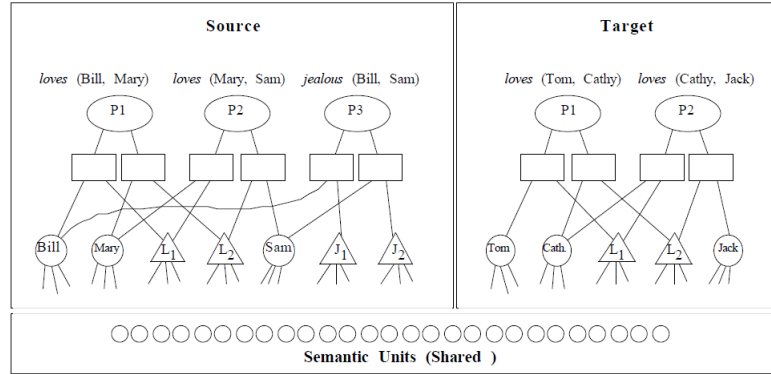 Source
loves (Bill, Mary) loves (Mary, Sam) jealous (Bill, Sam)
P1 P2 P3
Bill Mary L1 L2 Sam J1 J2
Target
loves (Tom, Cathy) loves (Cathy, Jack)
P1 P2
Tom Cath. L1 L2 Jack
Semantic Units (Shared )